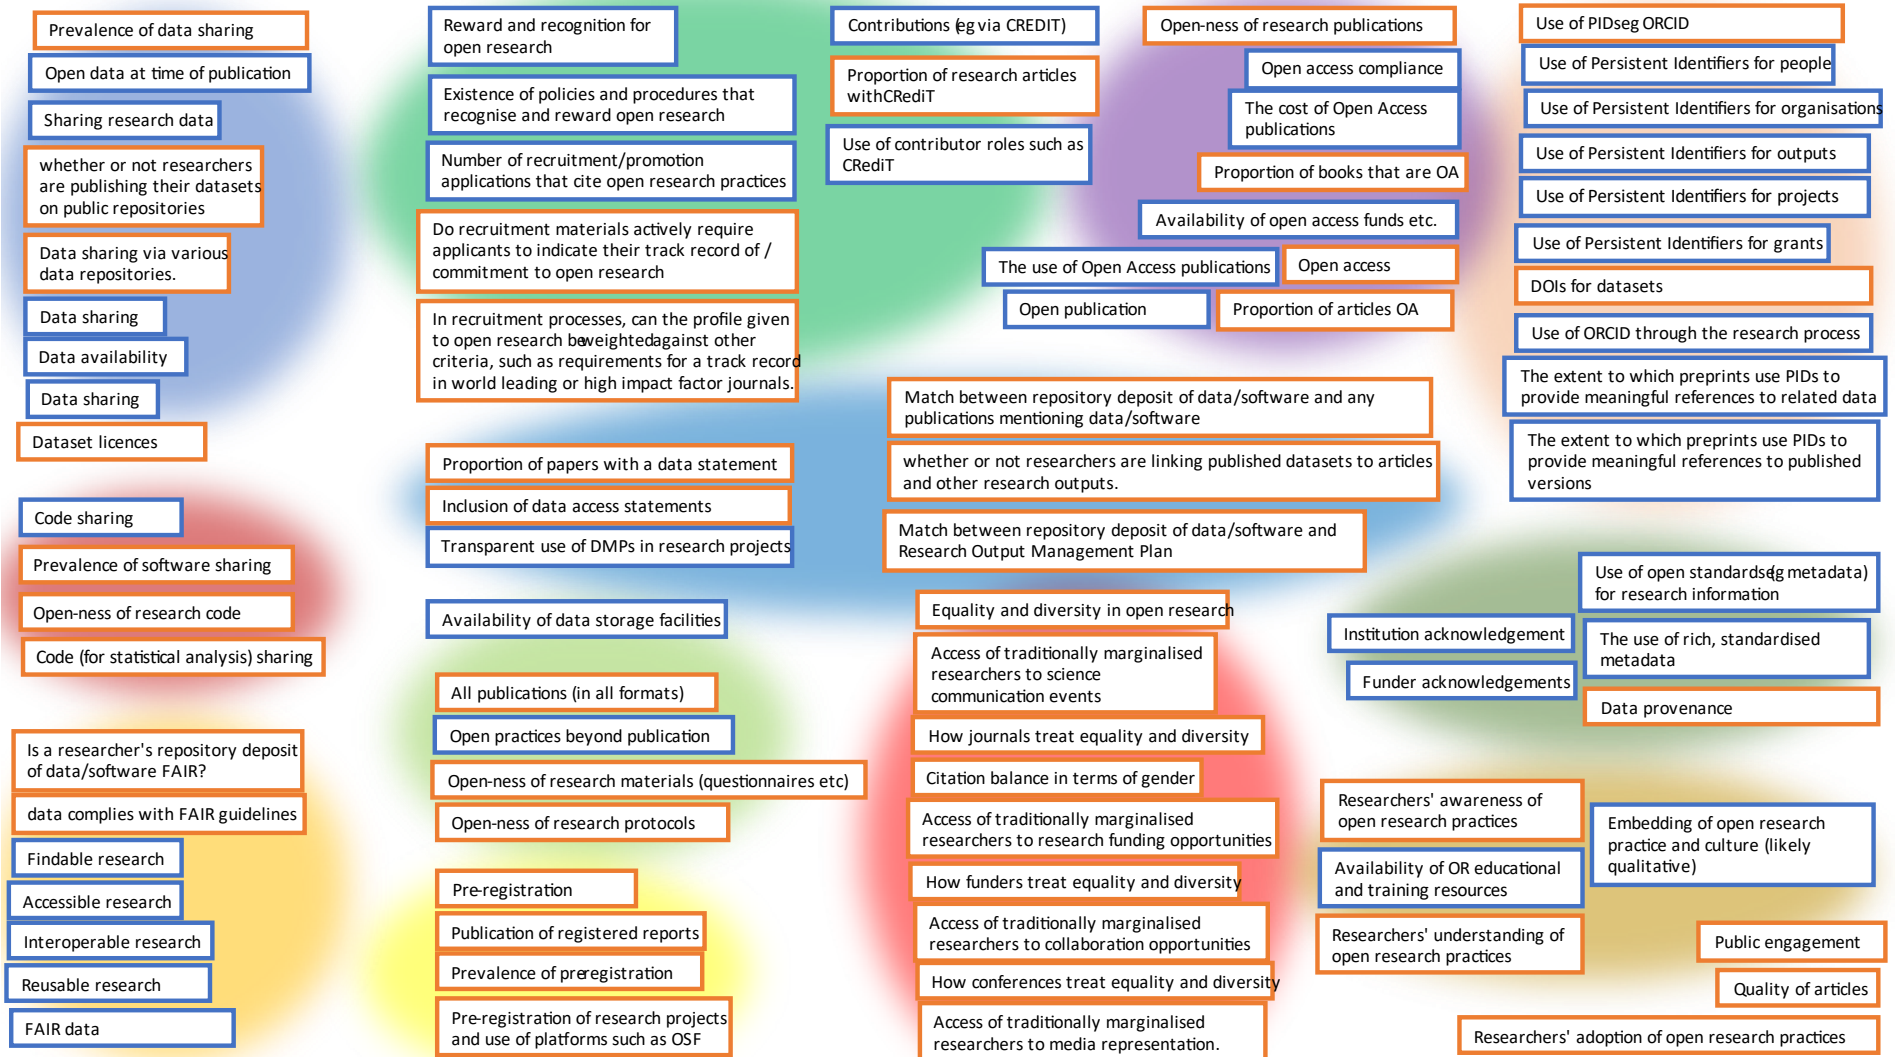 Prevalence of data sharing
Open data at time of publication
Sharing research data
whether or not researchers
are publishing their datasets
on public repositories
Data sharing via various
data repositories.
Data sharing
Data availability
Data sharing
Dataset licences
Code sharing
Prevalence of software sharing
Open-ness of research code
Code (for statistical analysis) sharing
Is a researcher's repository deposit
of data/software FAIR?
data complies with FAIR guidelines
Findable research
Accessible research
Interoperable research
Reusable research
FAIR data
Reward and recognition for
open research
Existence of policies and procedures that
recognise and reward open research
Number of recruitment/promotion
applications that cite open research practices
Do recruitment materials actively require
applicants to indicate their track record of /
commitment to open research
In recruitment processes, can the profile given
to open research beweightedagainst other
criteria, such as requirements for a track record
in world leading or high impact factor journals.
Proportion of papers with a data statement
Inclusion of data access statements
Transparent use of DMPs in research projects
Availability of data storage facilities
All publications (in all formats)
Open practices beyond publication
Open-ness of research materials (questionnaires etc)
Open-ness of research protocols
Pre-registration
Publication of registered reports
Prevalence of preregistration
Pre-registration of research projects
and use of platforms such as OSF
Contributions (eg via CREDIT)
Proportion of research articles
withCRediT
Use of contributor roles such as
CRediT
Open-ness of research publications
Open access compliance
The cost of Open Access
publications
Proportion of books that are OA
Availability of open access funds etc.
The use of Open Access publications
Open access
Open publication
Proportion of articles OA
Match between repository deposit of data/software and any
publications mentioning data/software
whether or not researchers are linking published datasets to articles
and other research outputs.
Match between repository deposit of data/software and
Research Output Management Plan
Equality and diversity in open research
Access of traditionally marginalised
researchers to science
communication events
How journals treat equality and diversity
Citation balance in terms of gender
Access of traditionally marginalised
researchers to research funding opportunities
How funders treat equality and diversity
Access of traditionally marginalised
researchers to collaboration opportunities
How conferences treat equality and diversity
Access of traditionally marginalised
researchers to media representation.
Use of PIDseg ORCID
Use of Persistent Identifiers for people
Use of Persistent Identifiers for organisations
Use of Persistent Identifiers for outputs
Use of Persistent Identifiers for projects
Use of Persistent Identifiers for grants
DOIs for datasets
Use of ORCID through the research process
The extent to which preprints use PIDs to
provide meaningful references to related data
The extent to which preprints use PIDs to
provide meaningful references to published
versions
Use of open standards(eg metadata)
for research information
Institution acknowledgement
The use of rich, standardised
metadata
Funder acknowledgements
Data provenance
Researchers' awareness of
open research practices
Embedding of open research
practice and culture (likely
qualitative)
Availability of OR educational
and training resources
Researchers' understanding of
open research practices
Public engagement
Quality of articles
Researchers' adoption of open research practices